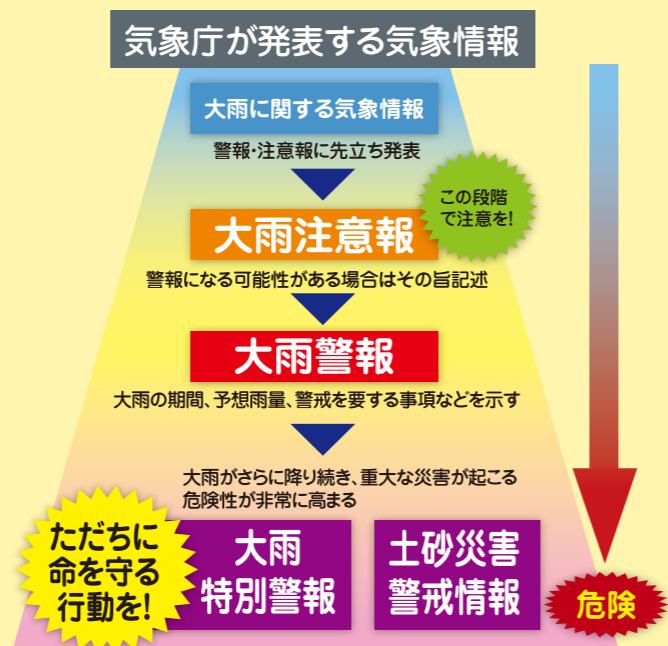 気象庁が発表する気象情報
大雨に関する気象情報
警報・注意報に先立ち発表
この段階
で注意を!
大雨注意報
警報になる可能性がある場合はその旨記述
大雨警報
大雨の期間、予想雨量、警戒を要する事項などを示す
大雨がさらに降り続き、重大な災害が起こる
危険性が非常に高まる
ただちに
命を守る
行動を!
大雨
特別警報
土砂災害
警戒情報
危険